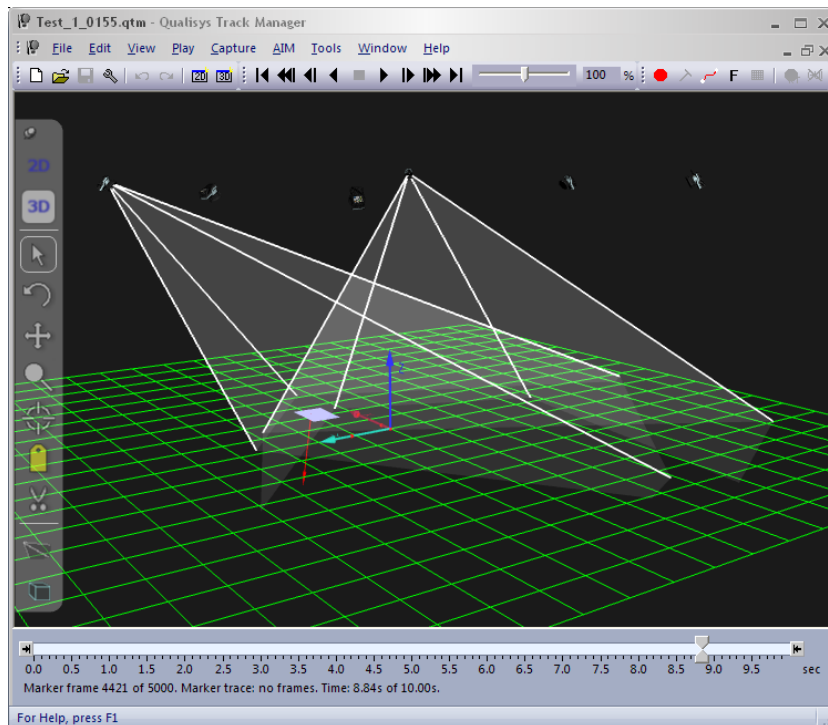 Test_1_0155.qtm - Qualisys Track Manager
File Edit View Play Capture AIM Tools Window Help
2D 3D 100 % F
2D
3D
Z
0.0 0.5 1.0 1.5 2.0 2.5 3.0 3.5 4.0 4.5 5.0 5.5 6.0 6.5 7.0 7.5 8.0 8.5 9.0 9.5 sec
Marker frame 4421 of 5000. Marker trace: no frames. Time: 8.84s of 10.00s.
For Help, press F1